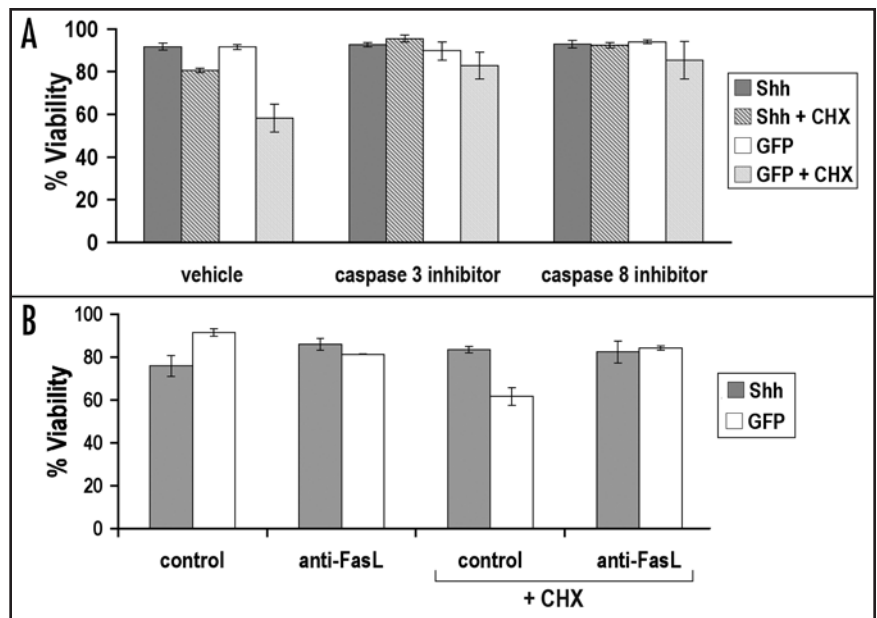 A
100
80
60
40
20
0
% Viability
vehicle
caspase 3 inhibitor
caspase 8 inhibitor
Shh
Shh + CHX
GFP
GFP + CHX
B
100
80
60
40
20
0
% Viability
control
anti-FasL
control
anti-FasL
+ CHX
Shh
GFP